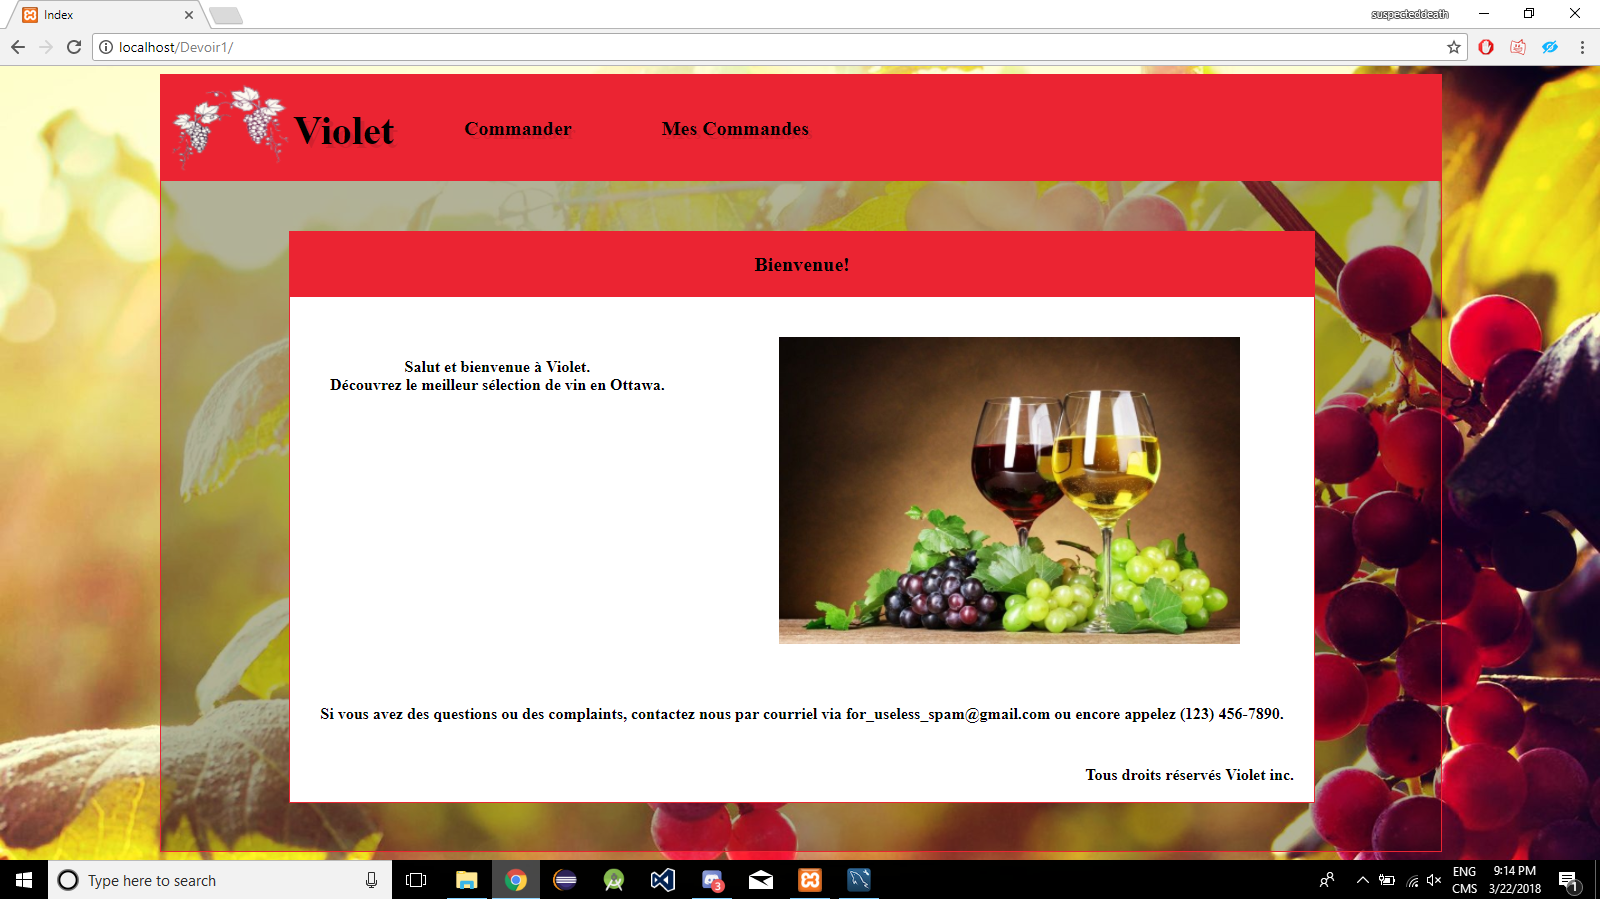 Index
suspecteddeath
localhost/Devoir1/
Violet
Commander
Mes Commandes
Bienvenue!
Salut et bienvenue à Violet.
Découvrez le meilleur sélection de vin en Ottawa.
Si vous avez des questions ou des complaints, contactez nous par courriel via for_useless_spam@gmail.com ou encore appelez (123) 456-7890.
Tous droits réservés Violet inc.
Type here to search
3
ENG
CMS
9:14 PM
3/22/2018
1